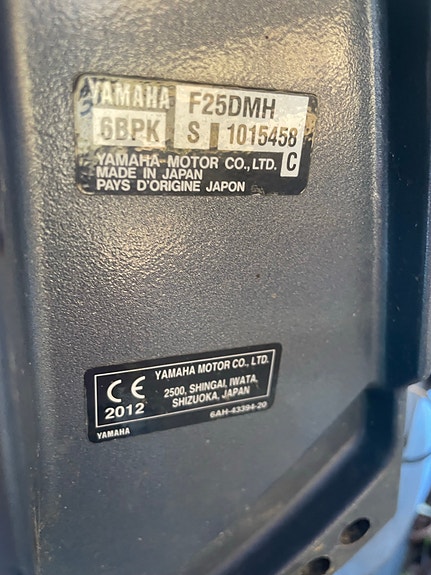 YAMAHA F25DMH
6BPK S 1015458
C
YAMAHA MOTOR CO., LTD.
MADE IN JAPAN
PAYS D'ORIGINE JAPON
CE YAMAHA MOTOR CO., LTD.
2012 2500, SHINGAI, IWATA,
SHIZUOKA, JAPAN
YAMAHA 6AH-43394-20